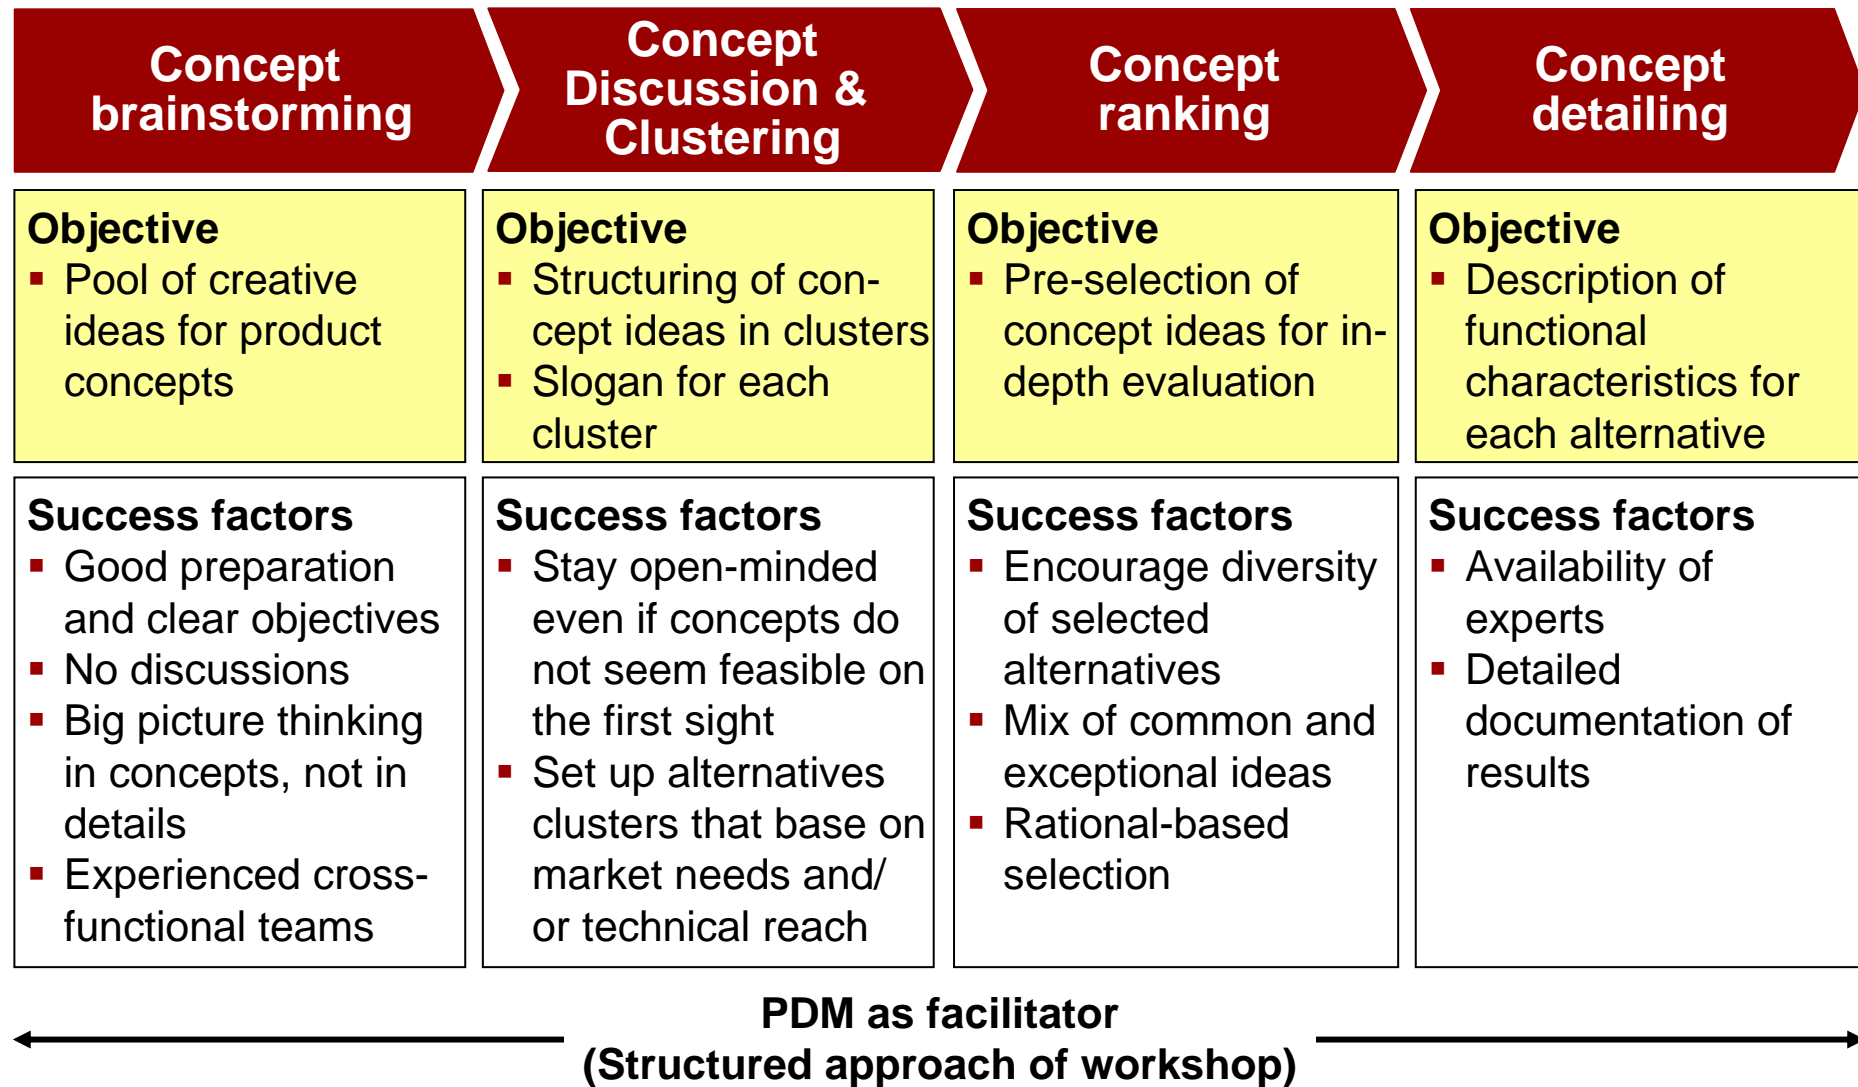 Concept
brainstorming
Concept
Discussion &
Clustering
Concept
ranking
Concept
detailing
Objective
▪ Pool of creative
ideas for product
concepts
Objective
▪ Structuring of con-
cept ideas in clusters
▪ Slogan for each
cluster
Objective
▪ Pre-selection of
concept ideas for in-
depth evaluation
Objective
▪ Description of
functional
characteristics for
each alternative
Success factors
▪ Good preparation
and clear objectives
▪ No discussions
▪ Big picture thinking
in concepts, not in
details
▪ Experienced cross-
functional teams
Success factors
▪ Stay open-minded
even if concepts do
not seem feasible on
the first sight
▪ Set up alternatives
clusters that base on
market needs and/
or technical reach
Success factors
▪ Encourage diversity
of selected
alternatives
▪ Mix of common and
exceptional ideas
▪ Rational-based
selection
Success factors
▪ Availability of
experts
▪ Detailed
documentation of
results
PDM as facilitator
(Structured approach of workshop)